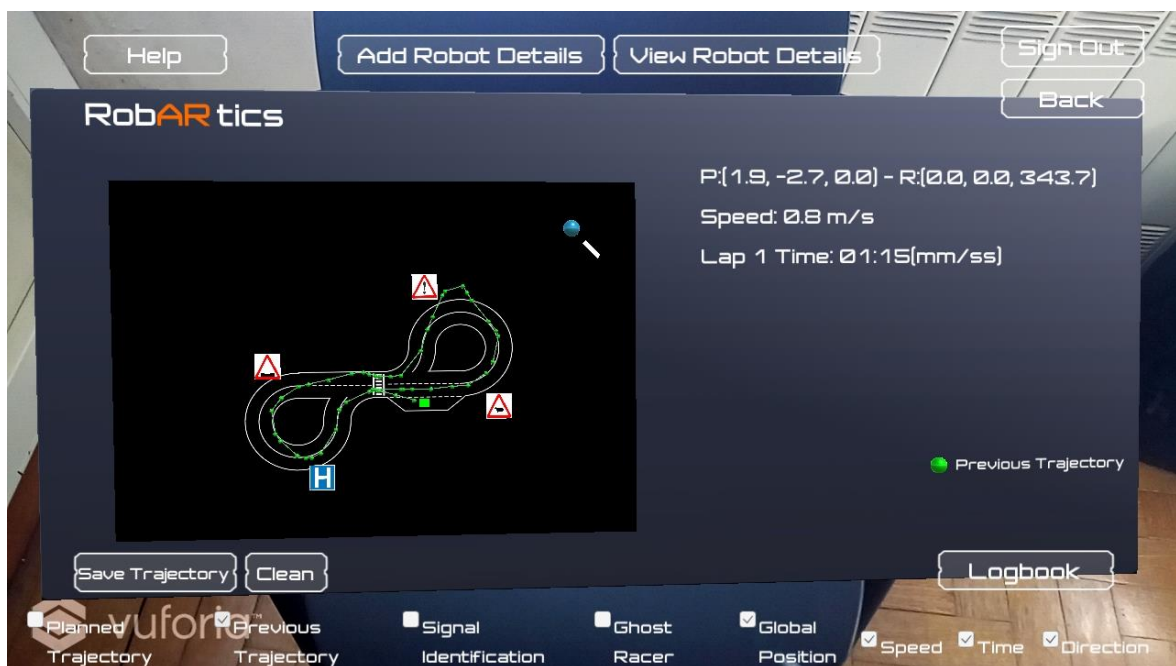 Help
Add Robot Details
View Robot Details
Sign Out
Back
RobARtics
P:(1.9, -2.7, 0.0) - R:(0.0, 0.0, 343.7)
Speed: 0.8 m/s
Lap 1 Time: 01:15(mm/ss)
H
Previous Trajectory
Save Trajectory
Clean
Logbook
vuforia™
Planned
Trajectory
Previous
Trajectory
Signal
Identification
Ghost
Racer
Global
Position
Speed
Time
Direction